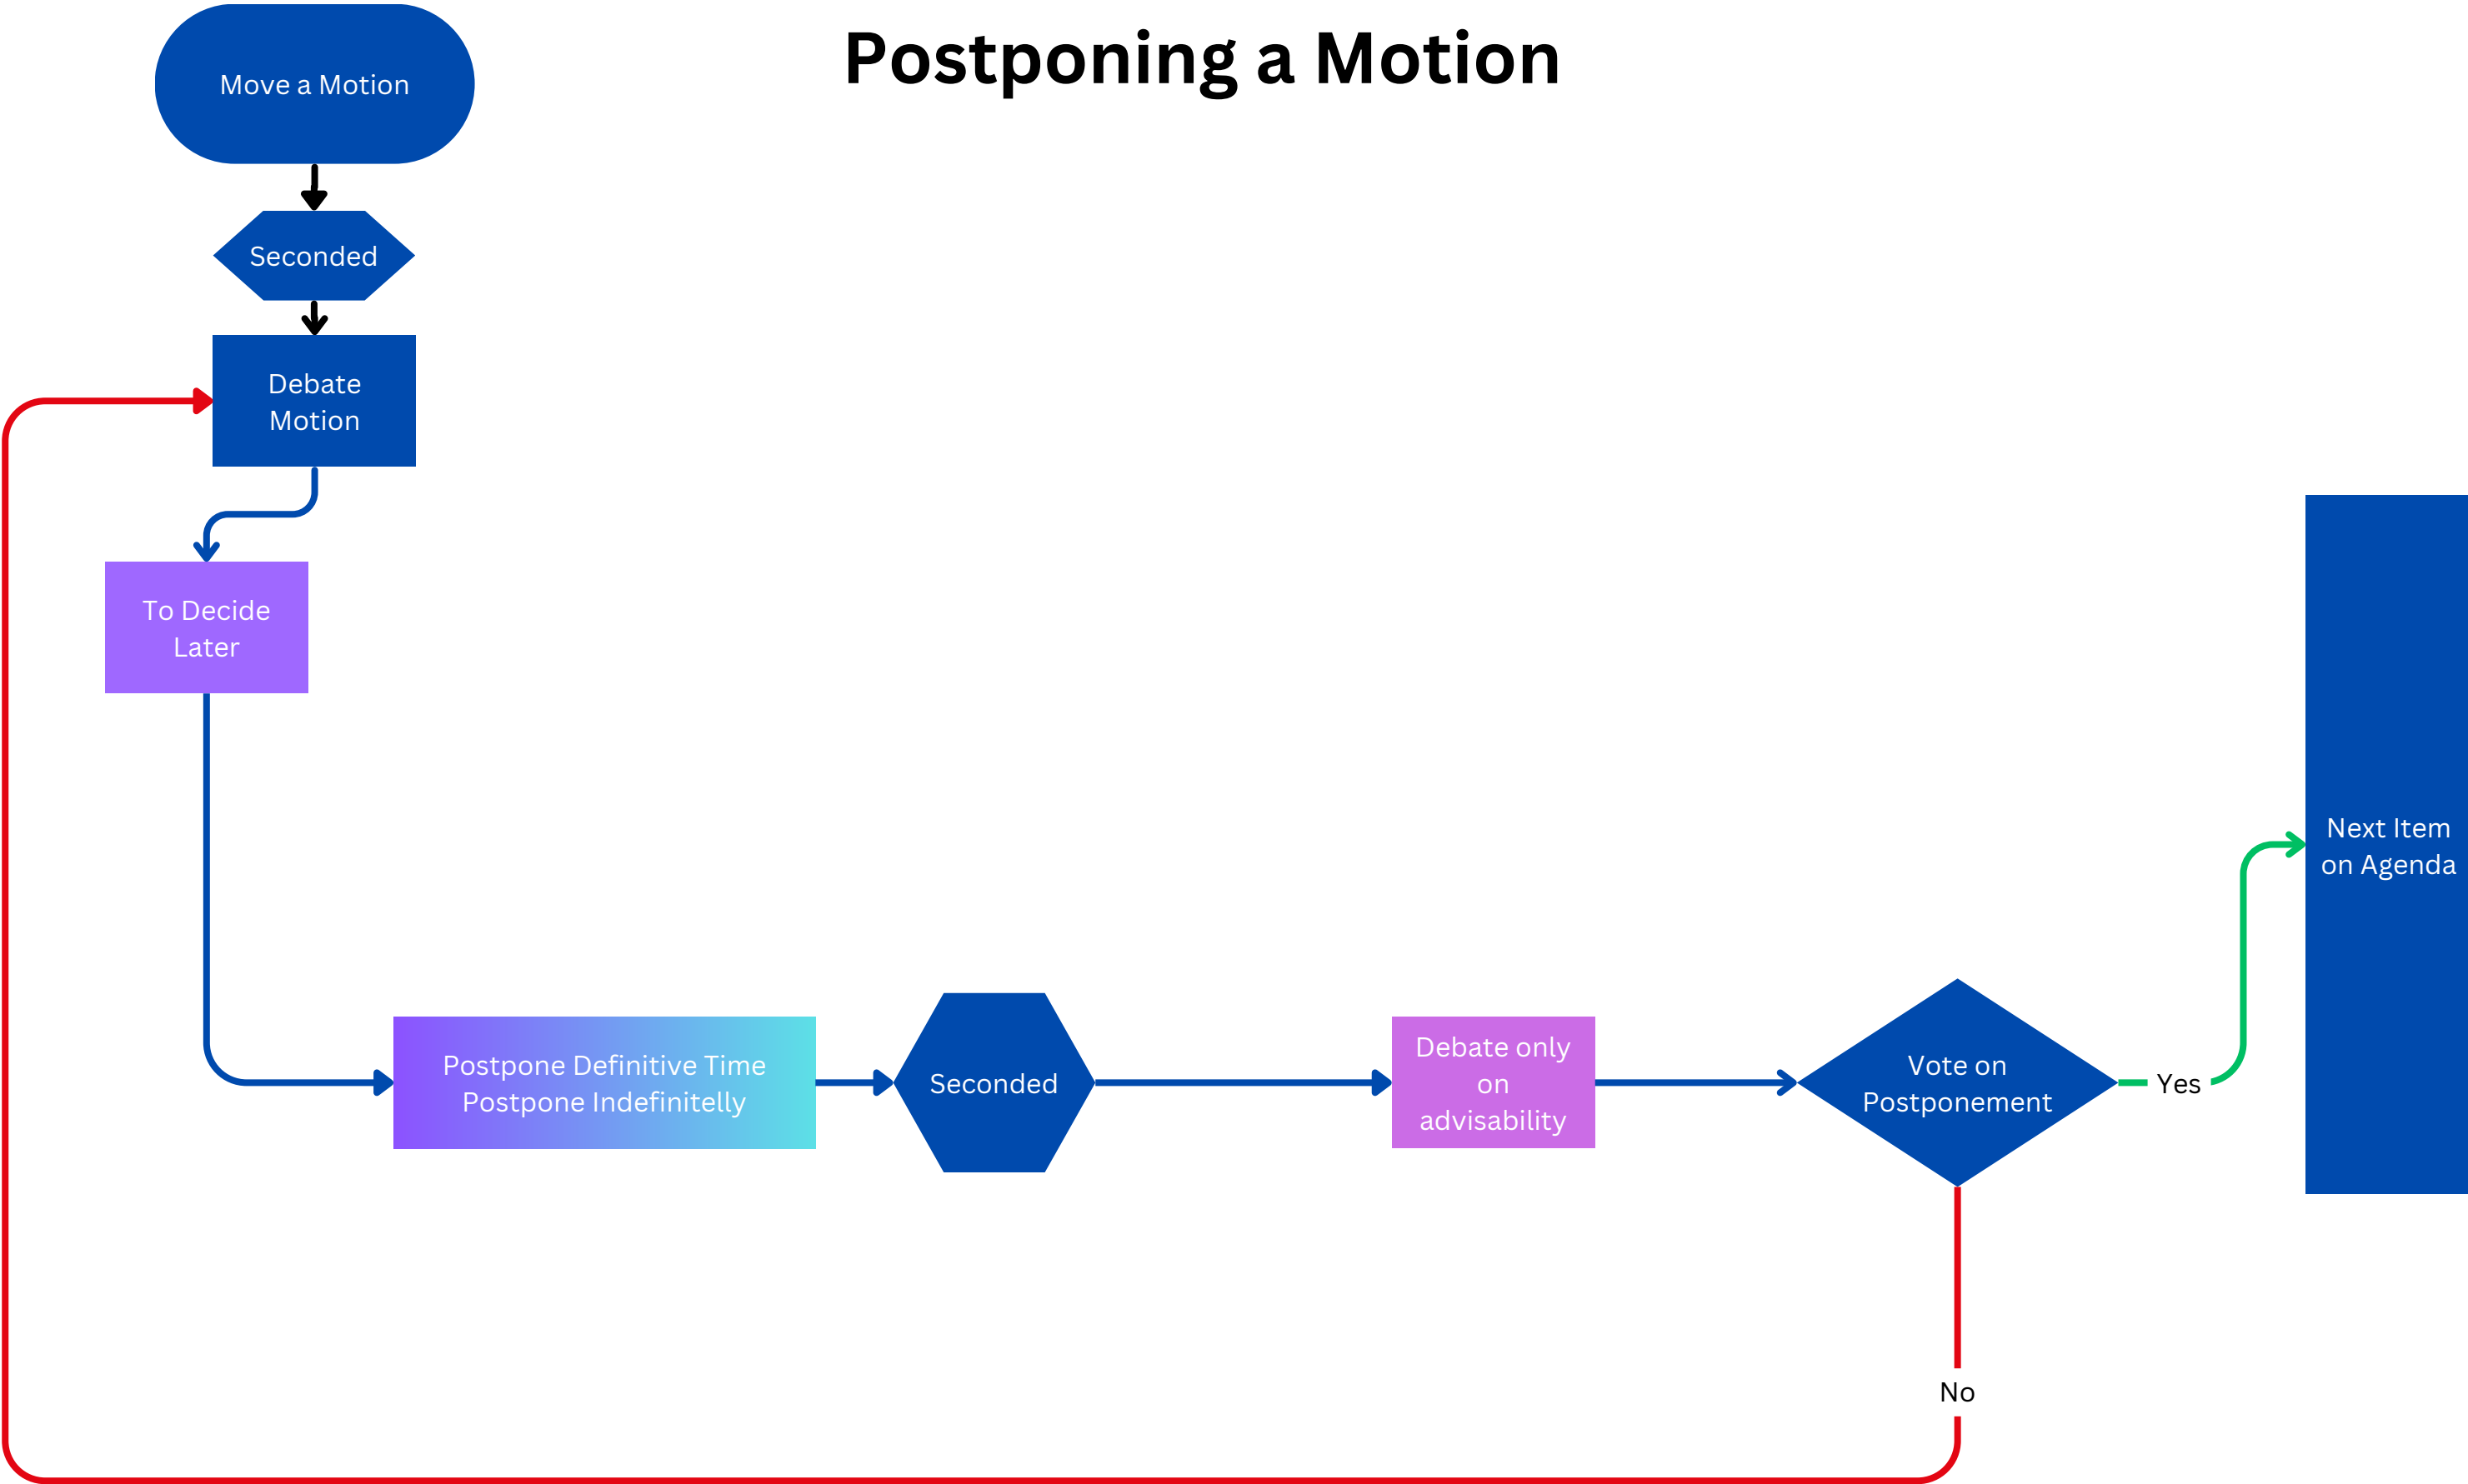 Postponing a Motion
Move a Motion
Seconded
Debate
Motion
To Decide
Later
Postpone Definitive Time
Postpone Indefinitelly
Seconded
Debate only
on
advisability
Vote on
Postponement
Yes
No
Next Item
on Agenda